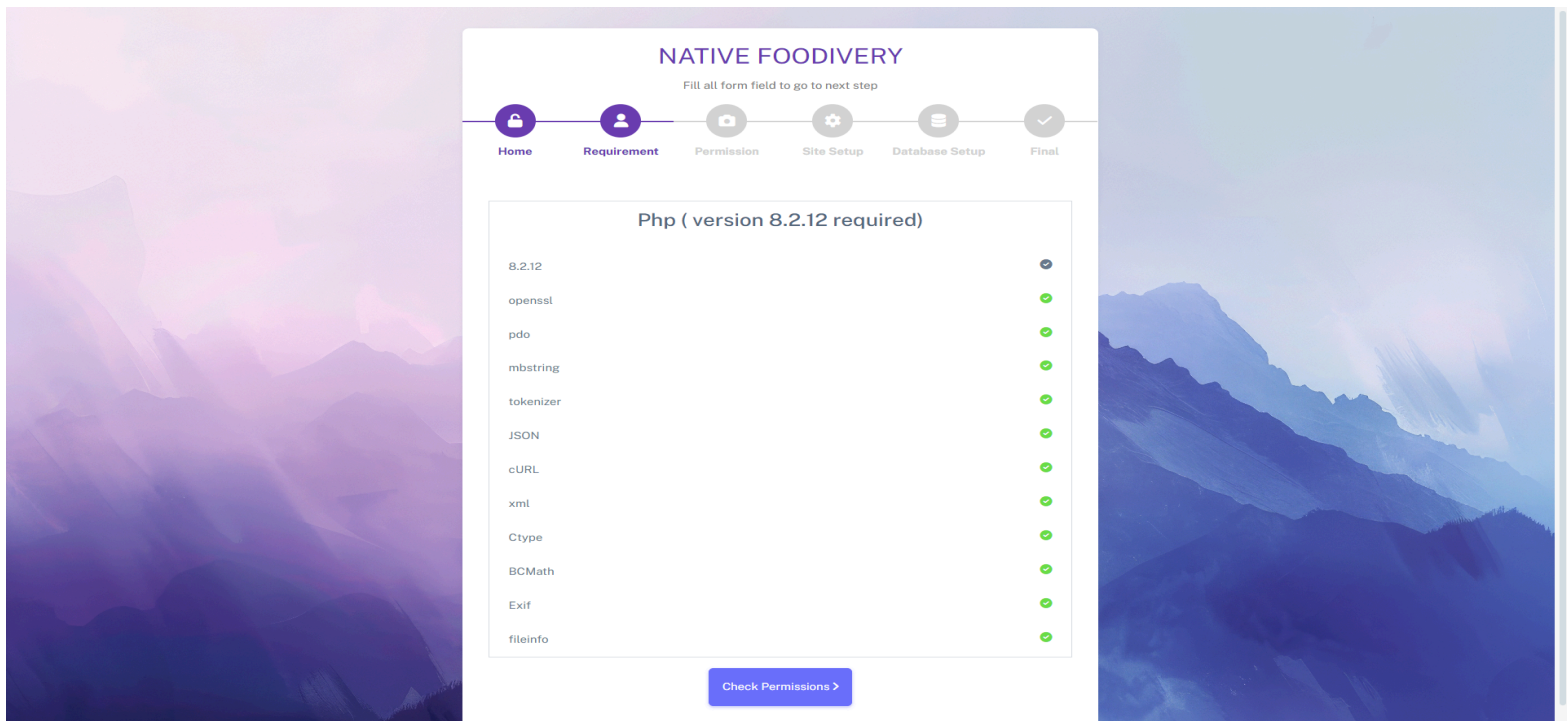 NATIVE FOODIVERY
Fill all form field to go to next step
Home Requirement Permission Site Setup Database Setup Final
Php ( version 8.2.12 required)
8.2.12
openssl
pdo
mbstring
tokenizer
JSON
cURL
xml
Ctype
BCMath
Exif
fileinfo
Check Permissions >